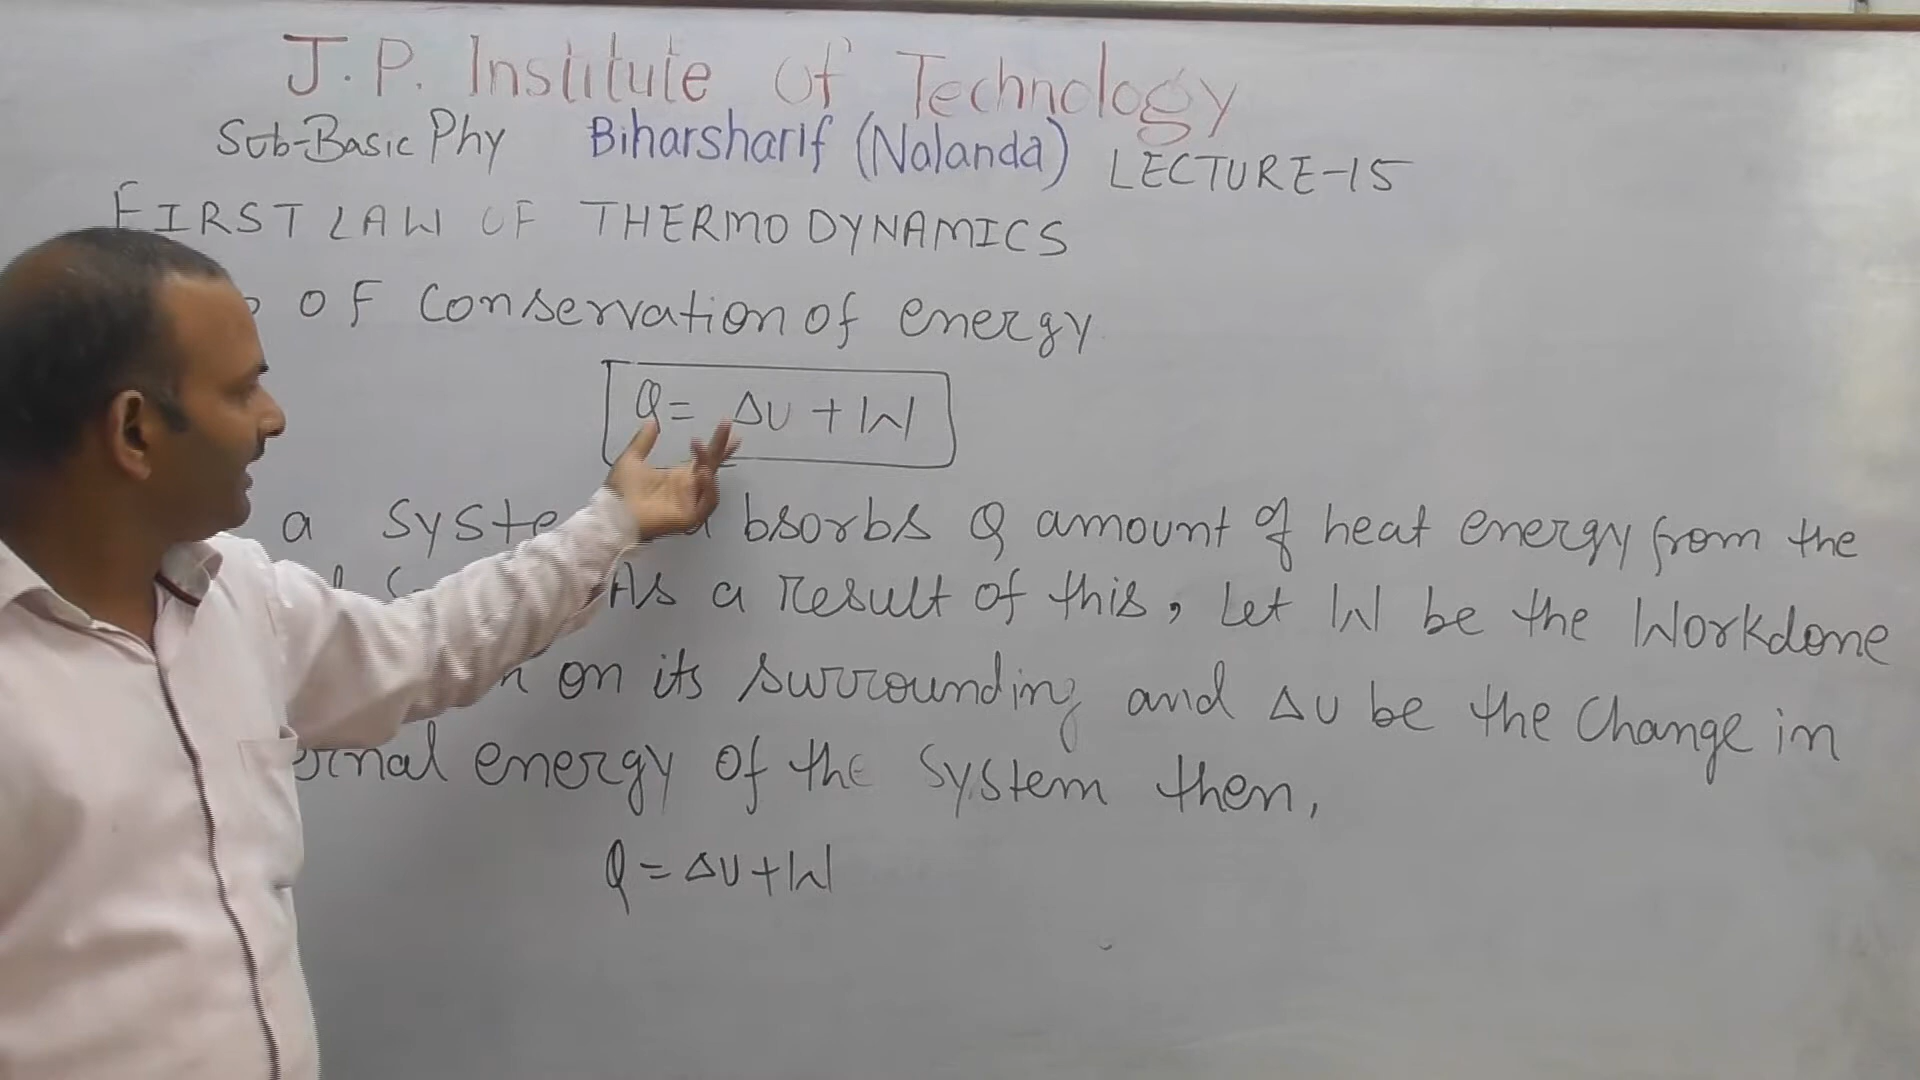 J.P. Institute Of Technology
Sub-Basic Phy Biharsharif (Nalanda) LECTURE-15
FIRST LAW OF THERMODYNAMICS
OF Conservation of energy
Q = ΔU + W
a System absorbs Q amount of heat energy from the
As a result of this, Let W be the Workdone
on its surrounding and ΔU be the Change in
energy of the System then,
Q = ΔU + W